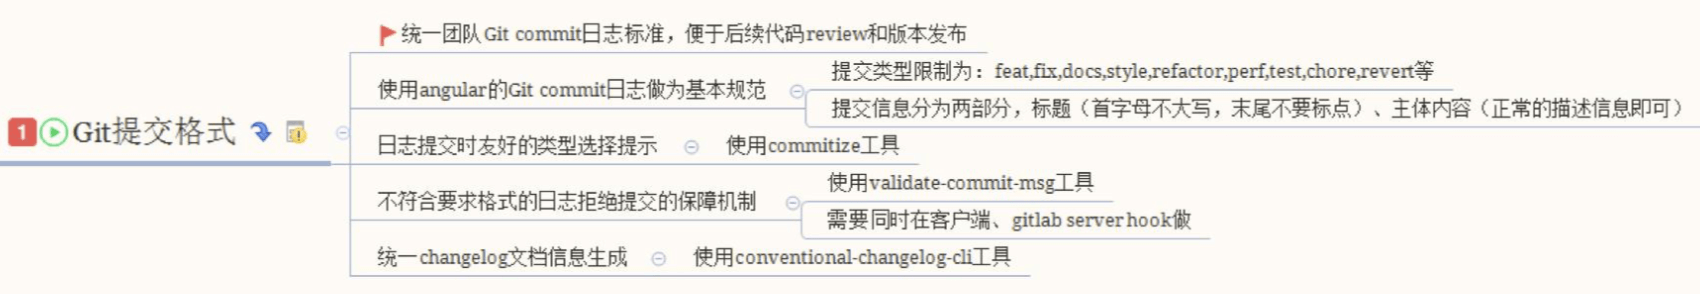 1 Git提交格式
统一团队Git commit日志标准，便于后续代码review和版本发布
使用angular的Git commit日志做为基本规范
提交类型限制为：feat,fix,docs,style,refactor,perf,test,chore,revert等
提交信息分为两部分，标题（首字母不大写，末尾不要标点）、主体内容（正常的描述信息即可）
日志提交时友好的类型选择提示
使用commitize工具
不符合要求格式的日志拒绝提交的保障机制
使用validate-commit-msg工具
需要同时在客户端、gitlab server hook做
统一changelog文档信息生成
使用conventional-changelog-cli工具